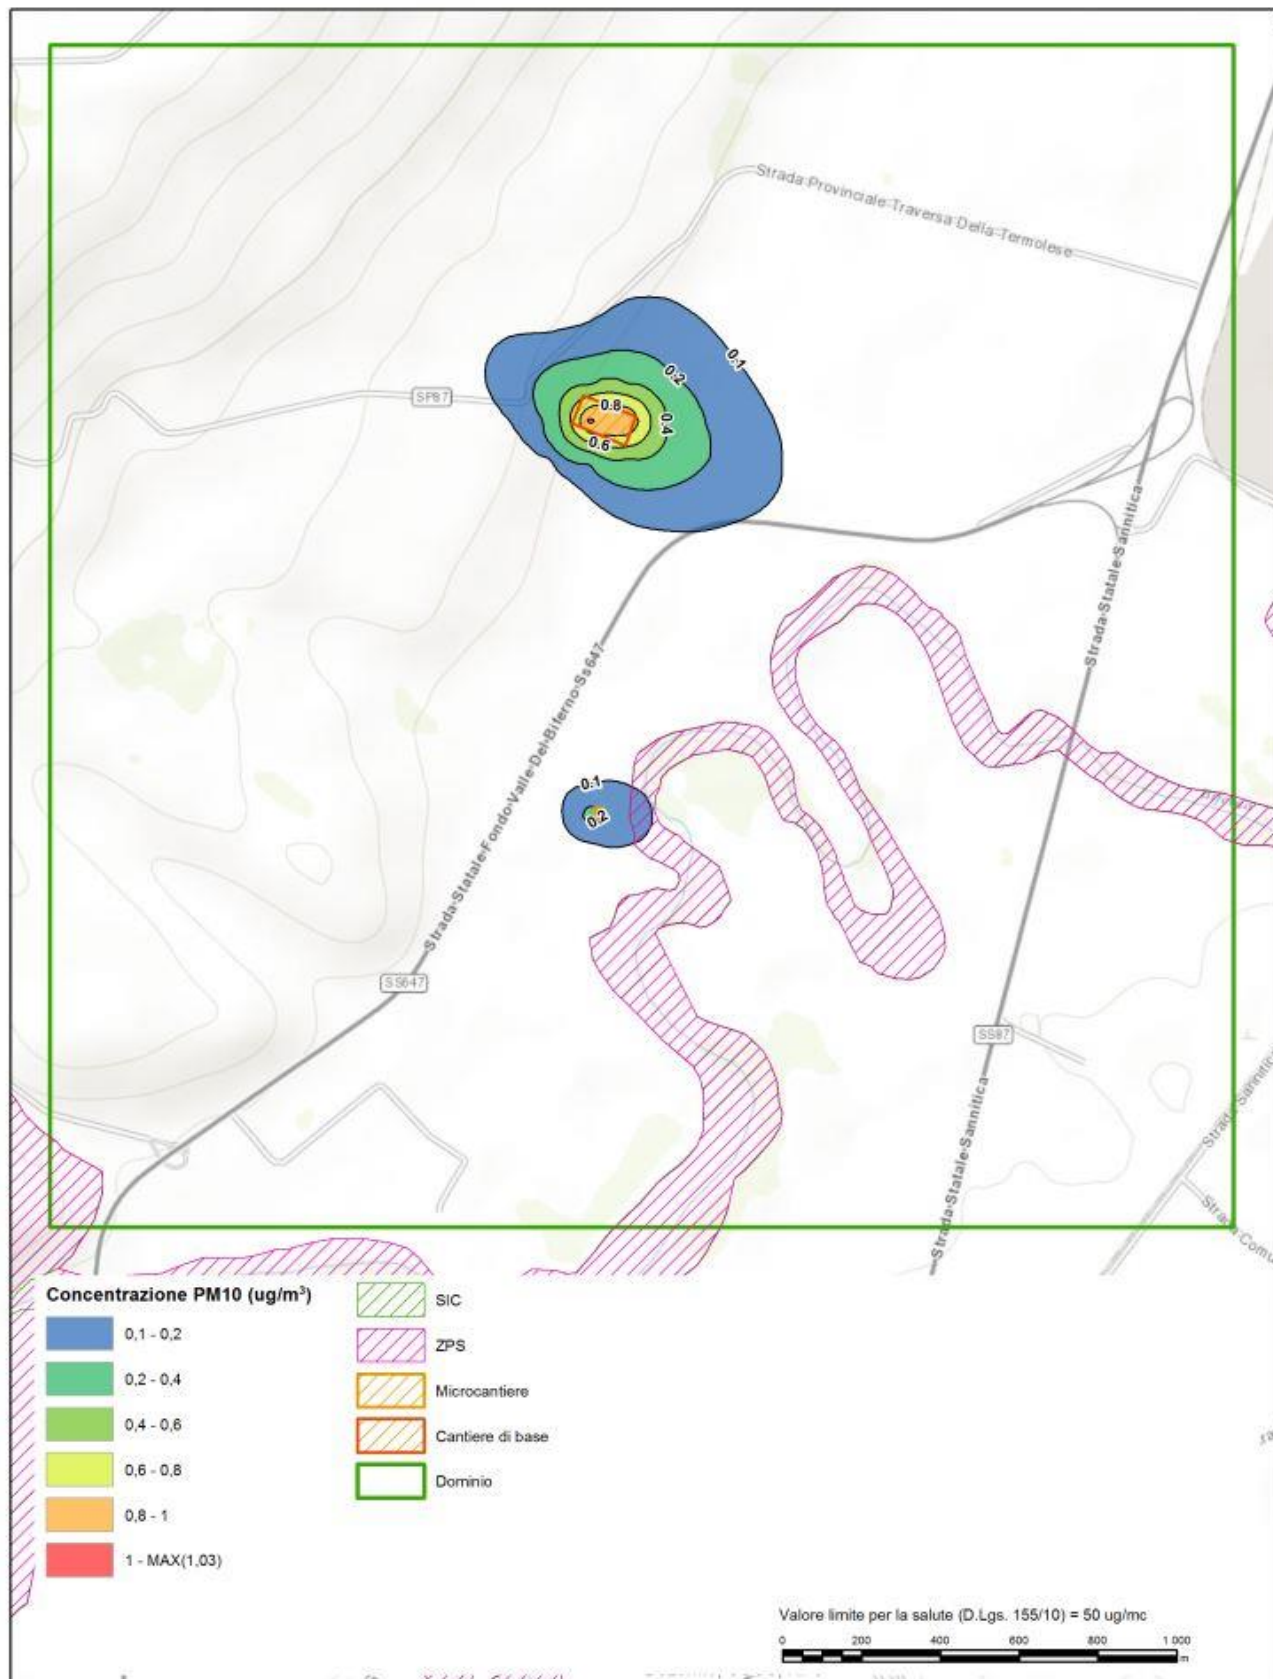 Strada Provinciale Traversa Della Termolese
0.1
0.2
0.8
0.4
0.6
SP87
Strada Statale Sannitica
Strada Statale Fondo Valle Del Biferno Ss647
0.1
0.2
SS647
SS87
Strada Statale Sannitica
Strada Sannitic
Strada Comu
Concentrazione PM10 (ug/m³)
0,1 - 0,2
0,2 - 0,4
0,4 - 0,6
0,6 - 0,8
0,8 - 1
1 - MAX(1,03)
SIC
ZPS
Microcantiere
Cantiere di base
Dominio
Valore limite per la salute (D.Lgs. 155/10) = 50 ug/mc
0 200 400 600 800 1 000
m